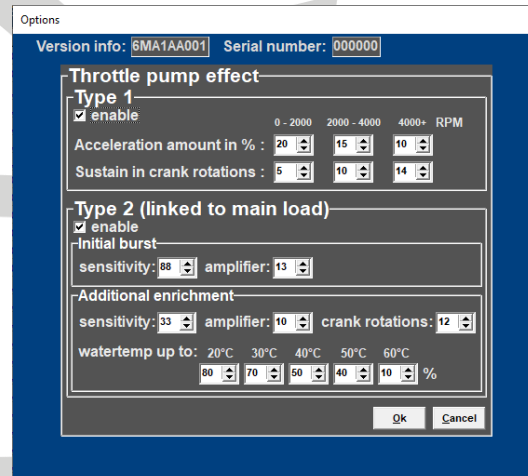 Options
Version info: 6MA1AA001 Serial number: 000000
Throttle pump effect
Type 1
enable
0 - 2000 2000 - 4000 4000+ RPM
Acceleration amount in % : 20 15 10
Sustain in crank rotations : 5 10 14
Type 2 (linked to main load)
enable
Initial burst
sensitivity: 88 amplifier: 13
Additional enrichment
sensitivity: 33 amplifier: 10 crank rotations: 12
watertemp up to: 20°C 30°C 40°C 50°C 60°C
80 70 50 40 10 %
Ok Cancel